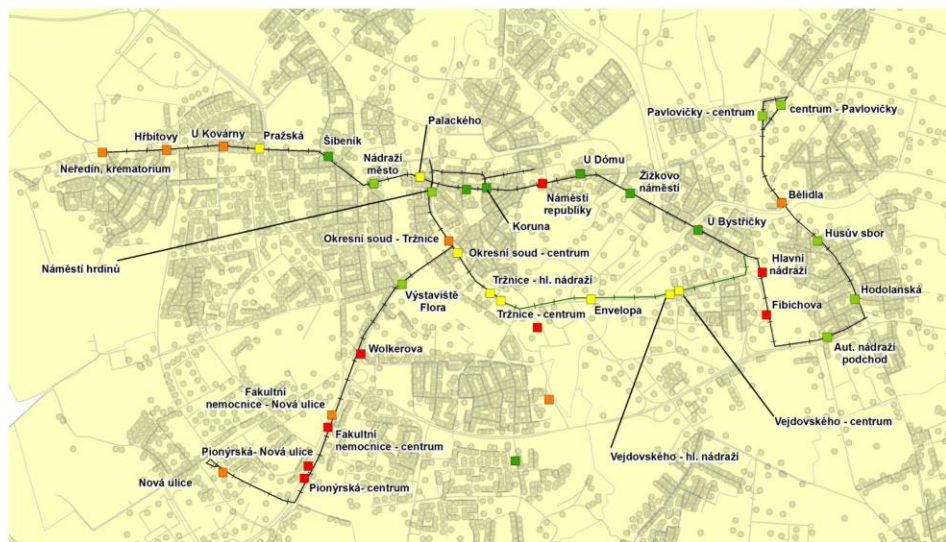 Pavlovičky - centrum
centrum - Pavlovičky
Palackého
Hřbitovy
U Kovárny
Pražská
Šibeník
Neředín, krematorium
Nádraží
město
U Dómu
Žižkovo
náměstí
Náměstí
republiky
Bělidla
Koruna
U Bystřičky
Husův sbor
Okresní soud - Tržnice
Okresní soud - centrum
Náměstí hrdinů
Hlavní
nádraží
Tržnice - hl. nádraží
Hodolanská
Výstaviště
Flora
Tržnice - centrum
Envelopa
Fibichova
Aut. nádraží
podchod
Wolkerova
Fakultní
nemocnice - Nová ulice
Vejdovského - centrum
Fakultní
nemocnice - centrum
Pionýrská- Nová ulice
Vejdovského - hl. nádraží
Nová ulice
Pionýrská- centrum